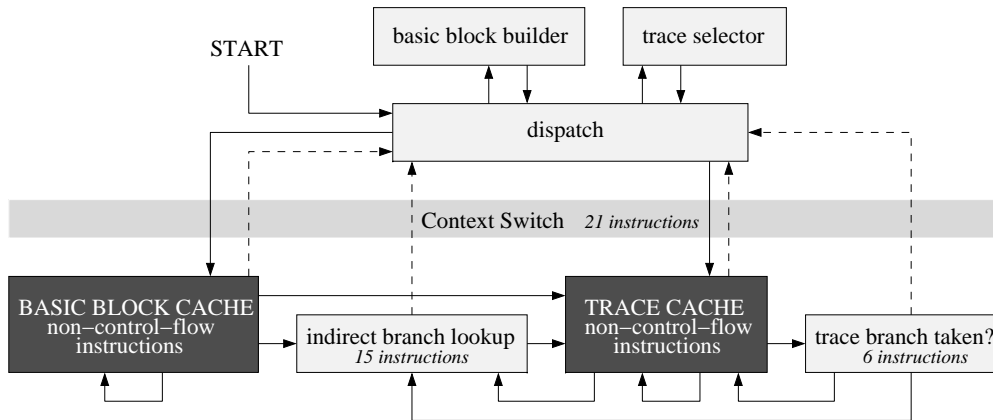 basic block builder
trace selector
START
dispatch
Context Switch 21 instructions
BASIC BLOCK CACHE
non−control−flow
instructions
indirect branch lookup
15 instructions
TRACE CACHE
non−control−flow
instructions
trace branch taken?
6 instructions